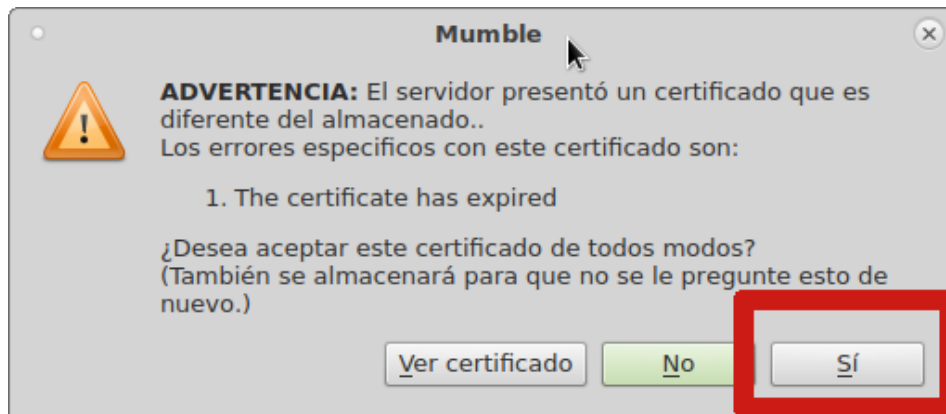 Mumble
ADVERTENCIA: El servidor presentó un certificado que es
diferente del almacenado..
Los errores especificos con este certificado son:
1. The certificate has expired
¿Desea aceptar este certificado de todos modos?
(También se almacenará para que no se le pregunte esto de
nuevo.)
Ver certificado No Sí